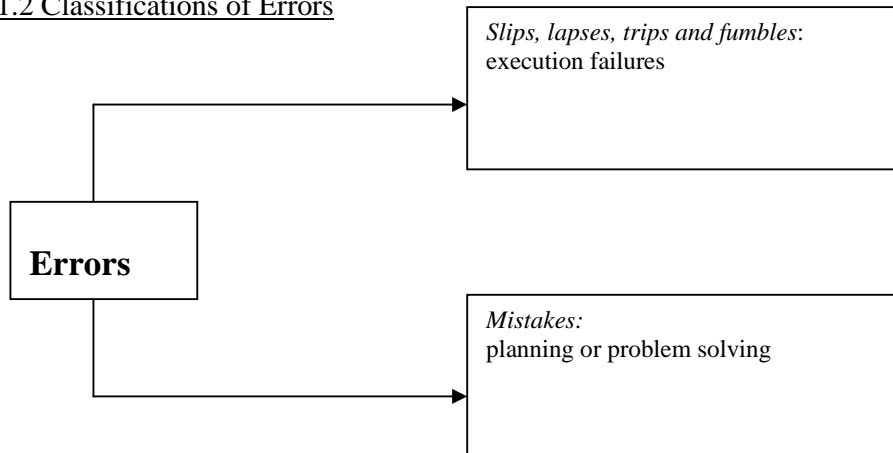 1.2 Classifications of Errors
Slips, lapses, trips and fumbles:
execution failures
Errors
Mistakes:
planning or problem solving